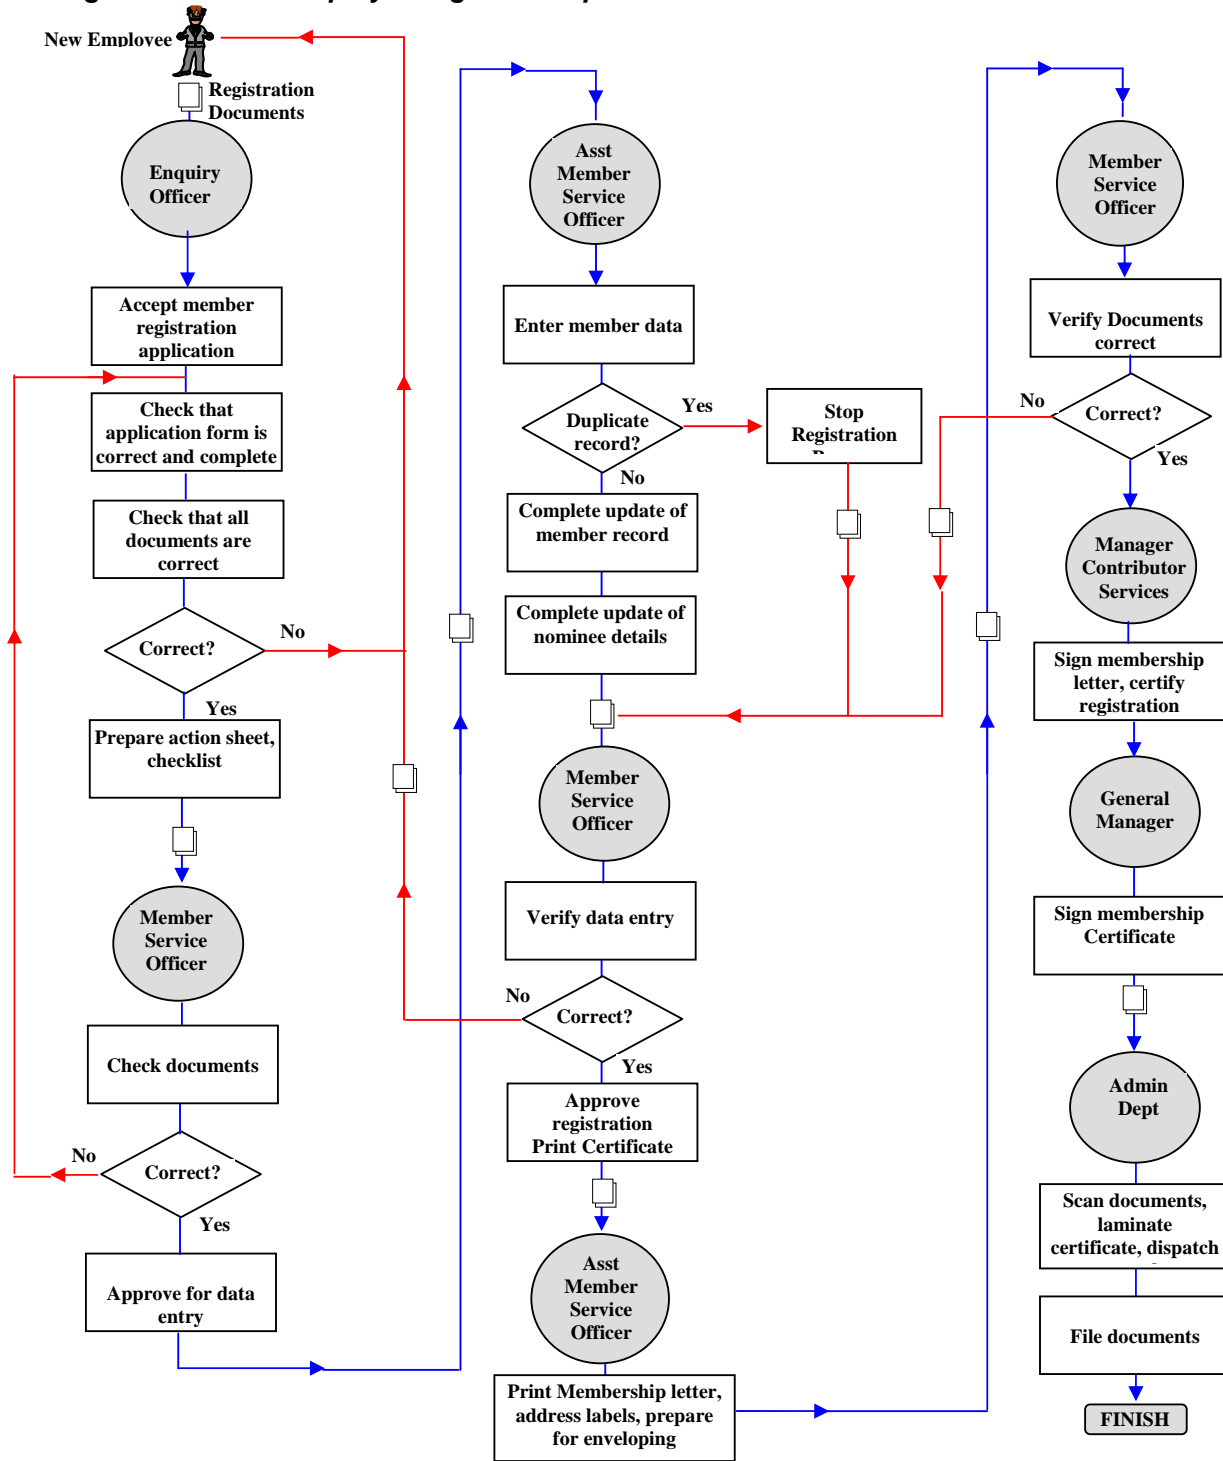 New Employee
Registration
Documents
Enquiry
Officer
Accept member
registration
application
Check that
application form is
correct and complete
Check that all
documents are
correct
Correct?
No
Yes
Prepare action sheet,
checklist
Member
Service
Officer
Check documents
No
Correct?
Yes
Approve for data
entry
Asst
Member
Service
Officer
Enter member data
Duplicate
record?
Yes
Stop
Registration
No
Complete update of
member record
Complete update of
nominee details
Member
Service
Officer
Verify data entry
No
Correct?
Yes
Approve
registration
Print Certificate
Asst
Member
Service
Officer
Print Membership letter,
address labels, prepare
for enveloping
Member
Service
Officer
Verify Documents
correct
No
Correct?
Yes
Manager
Contributor
Services
Sign membership
letter, certify
registration
General
Manager
Sign membership
Certificate
Admin
Dept
Scan documents,
laminate
certificate, dispatch
File documents
FINISH